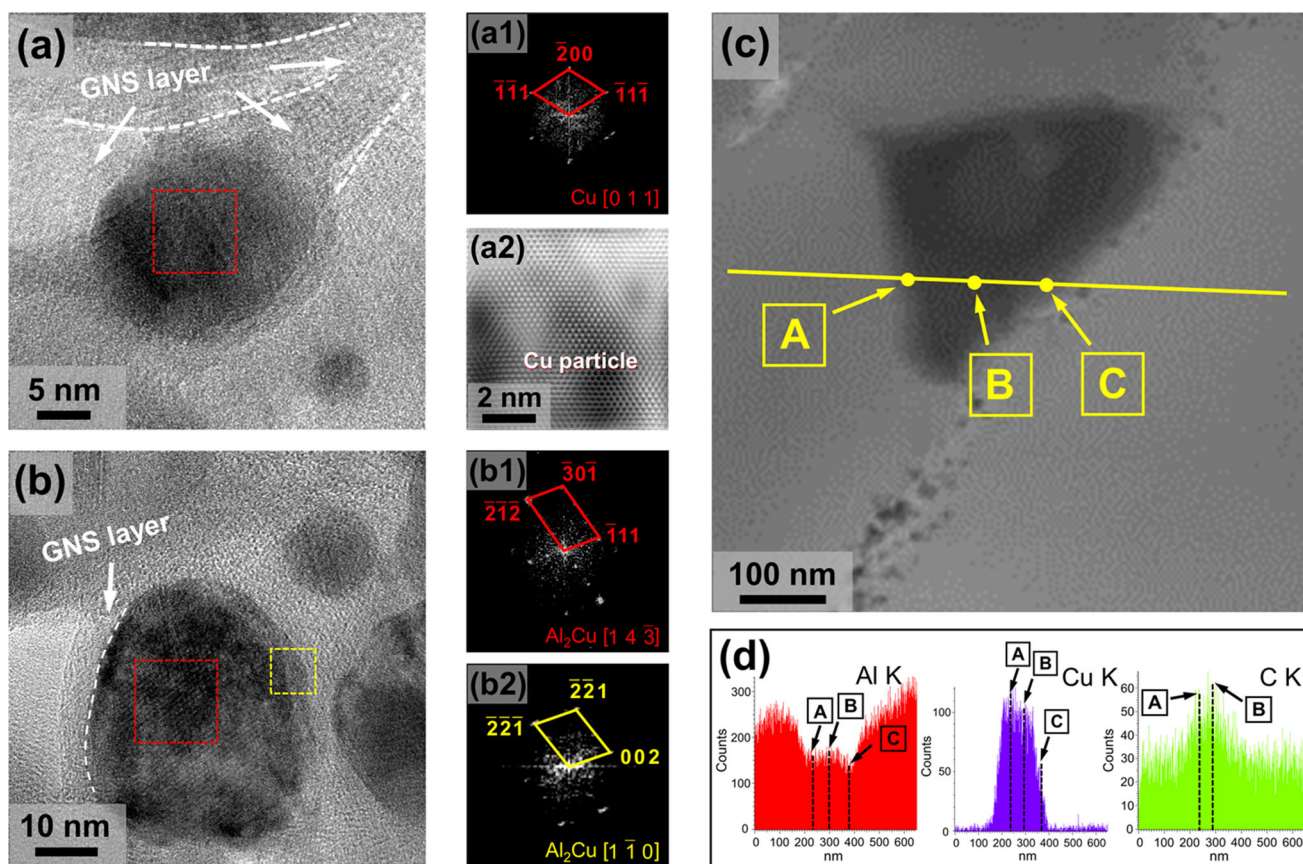 (a)
GNS layer
5 nm
(a1)
2̄00
1̄1̄1
1̄11̄
Cu [0 1 1]
(a2)
Cu particle
2 nm
(b)
GNS layer
10 nm
(b1)
3̄01̄
2̄1̄2̄
1̄11
Al₂Cu [1 4 3̄]
(b2)
2̄2̄1
2̄2̄1̄
0 0 2
Al₂Cu [1 1̄ 0]
(c)
A
B
C
100 nm
(d)
Al K
A
B
C
Counts
300
200
100
0
0 100 200 300 400 500 600
nm
Cu K
A
B
C
Counts
100
50
0
0 100 200 300 400 500 600
nm
C K
A
B
Counts
60
50
40
30
20
10
0
0 100 200 300 400 500 600
nm